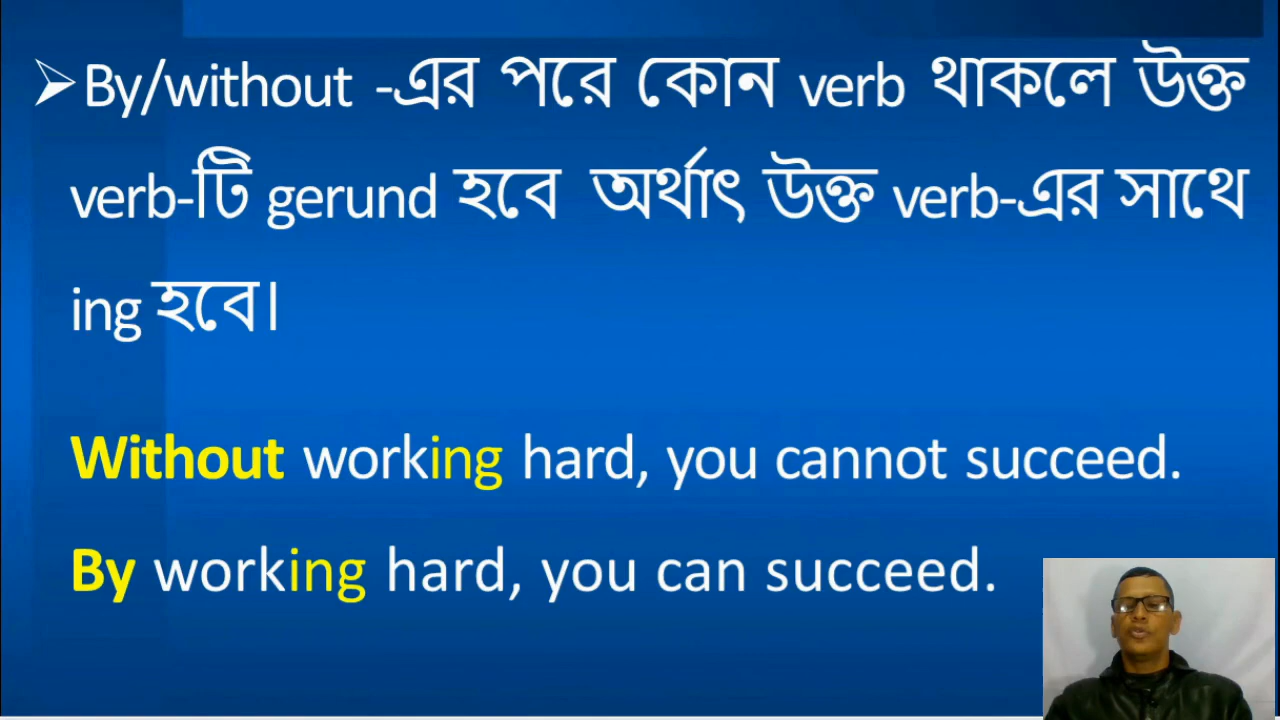 ➢By/without -এর পরে কোন verb থাকলে উক্ত
verb-টি gerund হবে অর্থাৎ উক্ত verb-এর সাথে
ing হবে।
Without working hard, you cannot succeed.
By working hard, you can succeed.